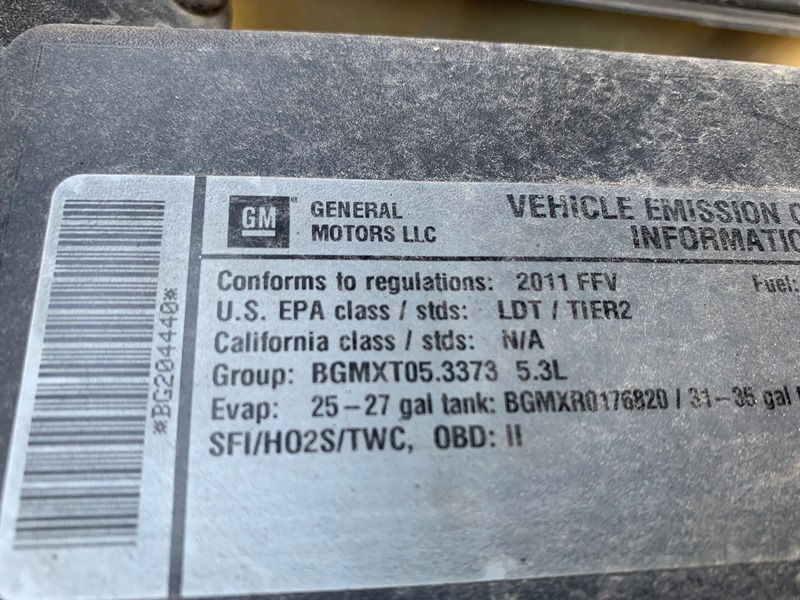 GM
GENERAL
MOTORS LLC
VEHICLE EMISSION
INFORMATIO
Conforms to regulations: 2011 FFV Fuel:
U.S. EPA class / stds: LDT / TIER2
California class / stds: N/A
Group: BGMXT05.3373 5.3L
Evap: 25-27 gal tank: BGMXR0176820 / 31-35 gal
SFI/HO2S/TWC, OBD: II
*BG204440*